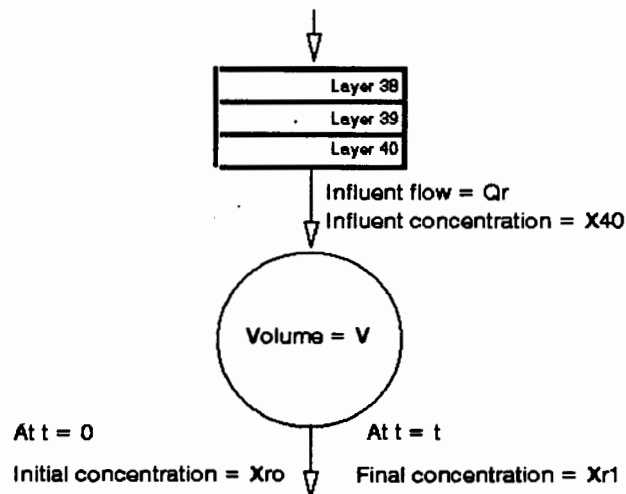 Layer 38
Layer 39
Layer 40
Influent flow = Qr
Influent concentration = X40
Volume = V
At t = 0
At t = t
Initial concentration = Xro
Final concentration = Xr1